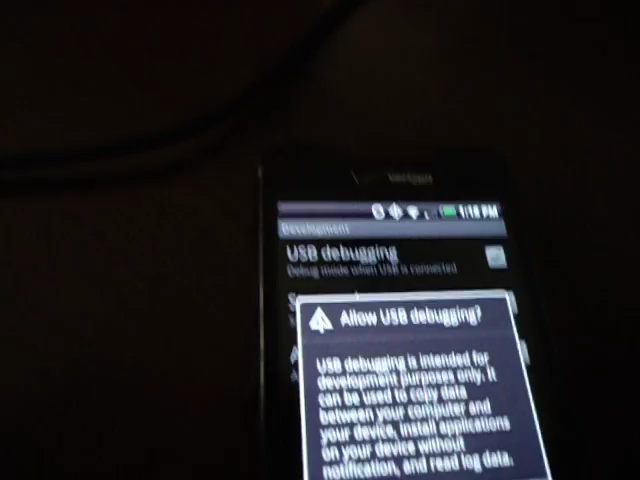 verizon
5:18 PM
Development
USB debugging
Debug mode when USB is connected
Allow USB debugging?
USB debugging is intended for
development purposes only. It
can be used to copy data
between your computer and
your device, install applications
on your device without
notification, and read log data.